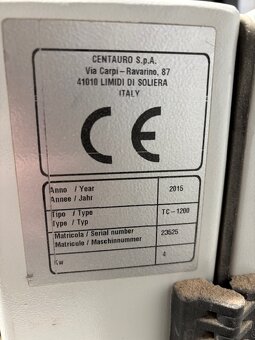 CENTAURO S.p.A.
Via Carpi – Ravarino, 87
41010 LIMIDI DI SOLIERA
ITALY
CE
Anno / Year
Annee / Jahr
2015
Tipo / Type
Type / Typ
TC-1200
Matricola / Serial number
Matricule / Maschinnummer
23525
Kw
4